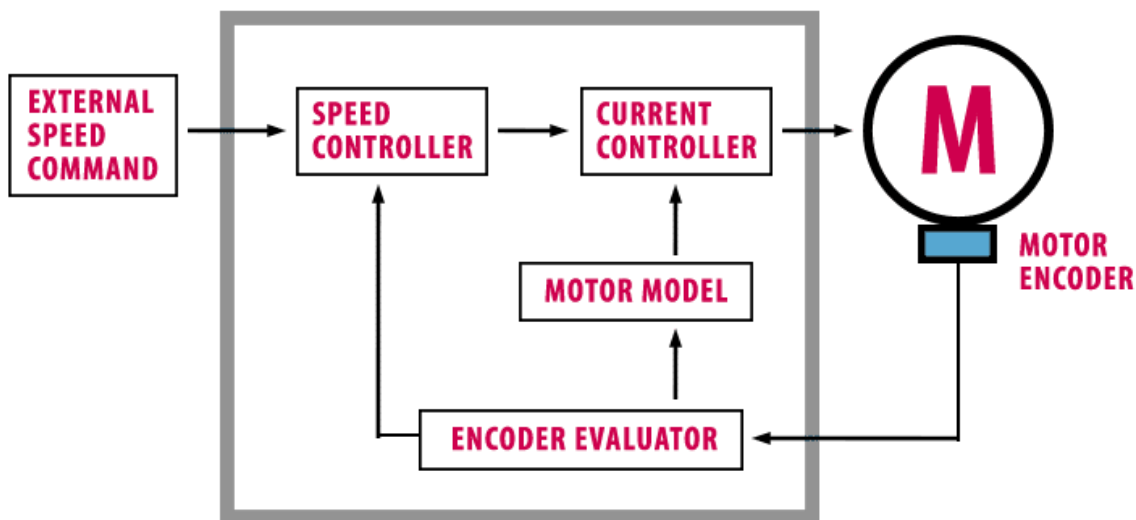 EXTERNAL
SPEED
COMMAND
SPEED
CONTROLLER
CURRENT
CONTROLLER
M
MOTOR
ENCODER
MOTOR MODEL
ENCODER EVALUATOR